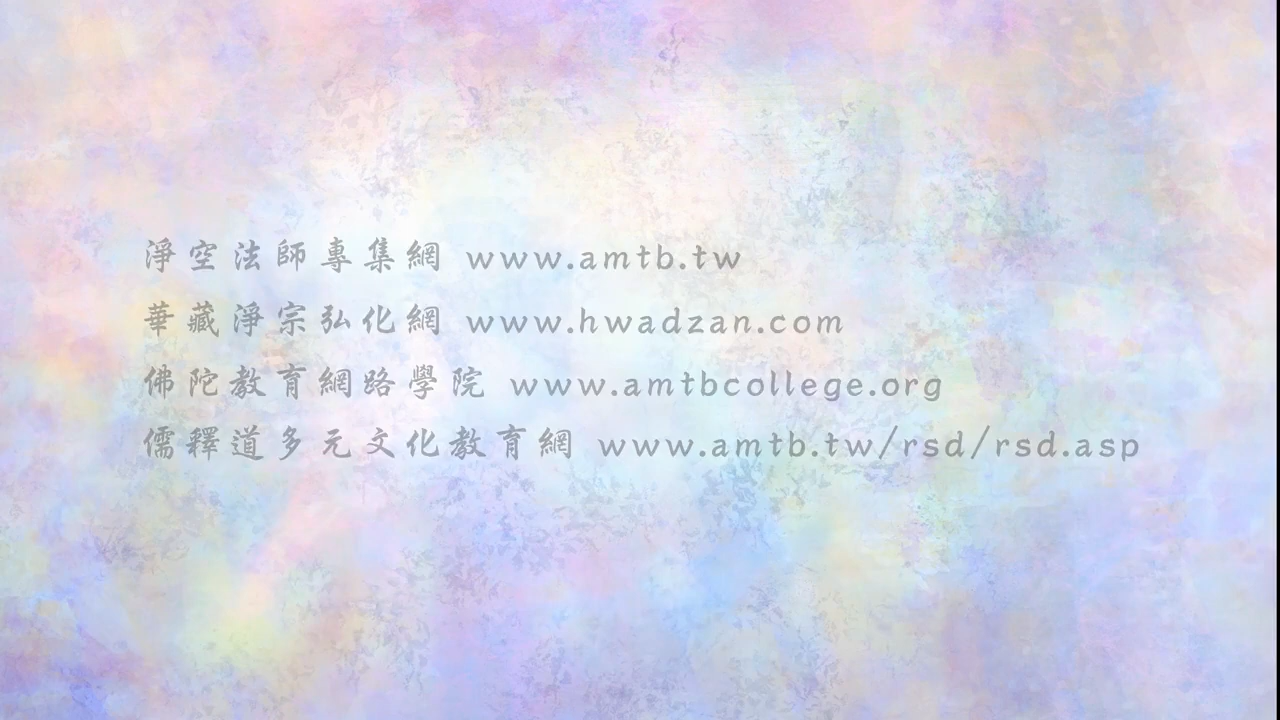 淨空法師專集網 www.amtb.tw
華藏淨宗弘化網 www.hwadzan.com
佛陀教育網路學院 www.amtbcollege.org
儒釋道多元文化教育網 www.amtb.tw/rsd/rsd.asp